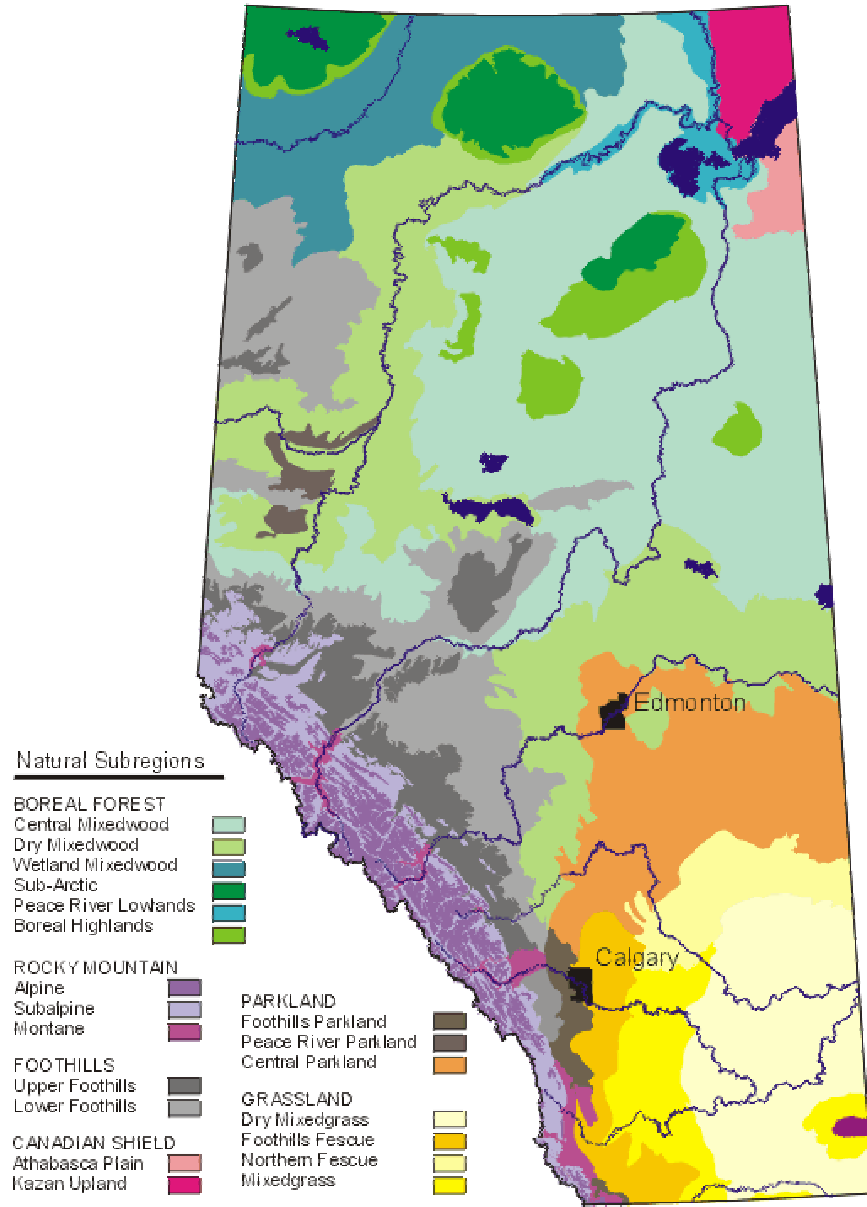 Edmonton
Natural Subregions
BOREAL FOREST
Central Mixedwood
Dry Mixedwood
Wetland Mixedwood
Sub-Arctic
Peace River Lowlands
Boreal Highlands
Calgary
ROCKY MOUNTAIN
Alpine
Subalpine
Montane
FOOTHILLS
Upper Foothills
Lower Foothills
CANADIAN SHIELD
Athabasca Plain
Kazan Upland
PARKLAND
Foothills Parkland
Peace River Parkland
Central Parkland
GRASSLAND
Dry Mixedgrass
Foothills Fescue
Northern Fescue
Mixedgrass